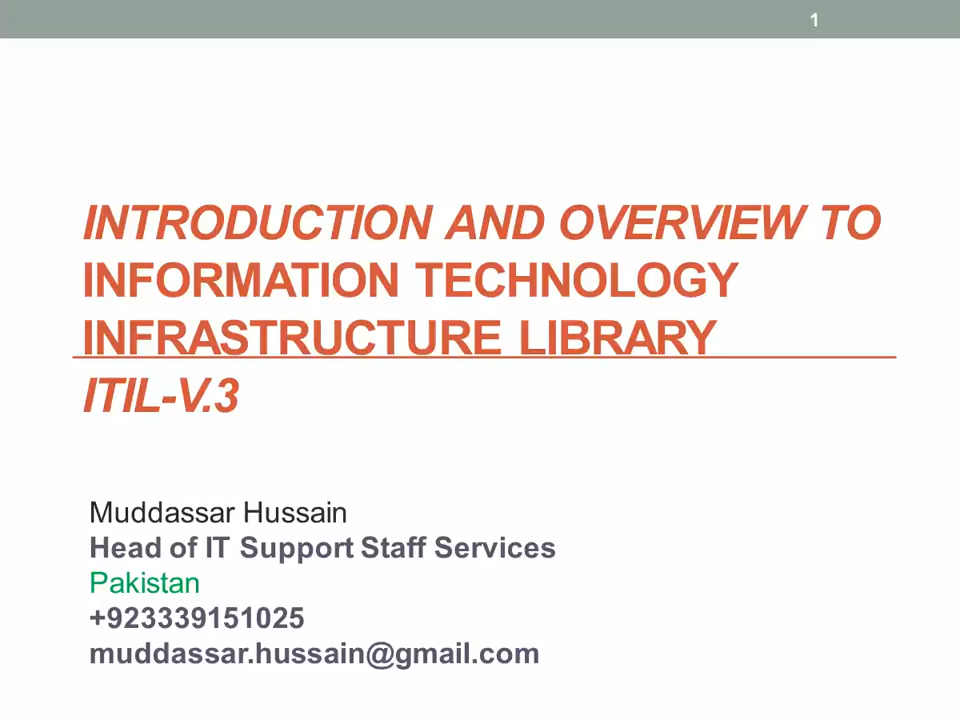 1
INTRODUCTION AND OVERVIEW TO
INFORMATION TECHNOLOGY
INFRASTRUCTURE LIBRARY
ITIL-V.3
Muddassar Hussain
Head of IT Support Staff Services
Pakistan
+923339151025
muddassar.hussain@gmail.com